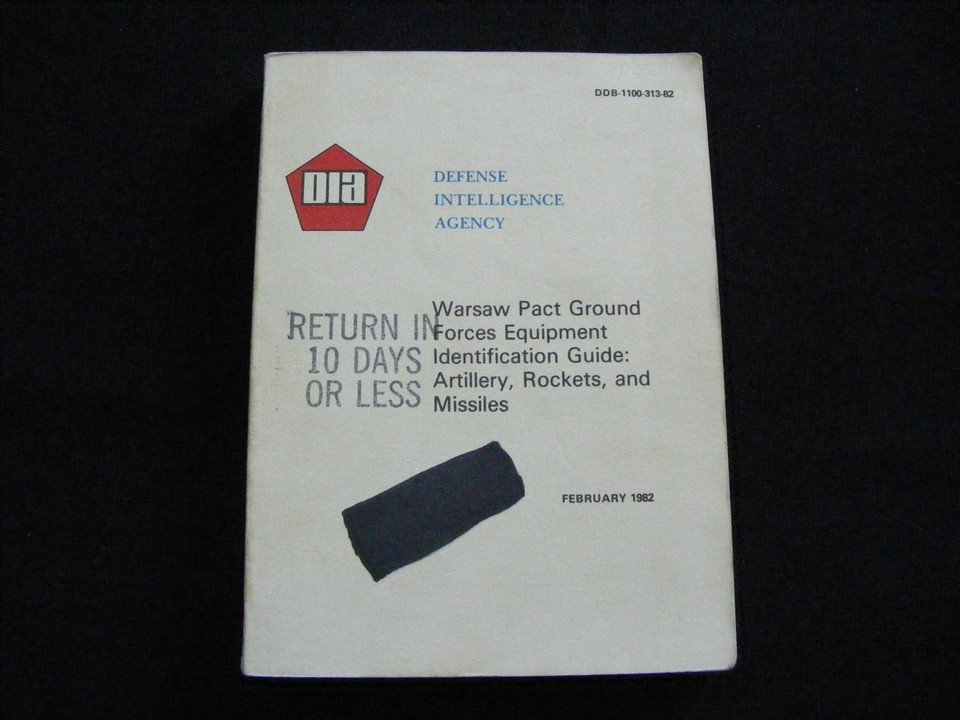 DDB-1100-313-82
DIA
DEFENSE
INTELLIGENCE
AGENCY
Warsaw Pact Ground
Forces Equipment
Identification Guide:
Artillery, Rockets, and
Missiles
RETURN IN
10 DAYS
OR LESS
FEBRUARY 1982